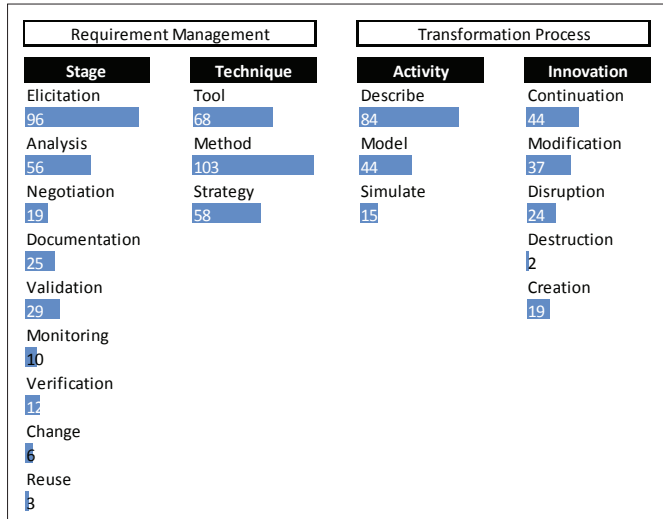 Requirement Management
Transformation Process
Stage
Elicitation
96
Analysis
56
Negotiation
19
Documentation
25
Validation
29
Monitoring
10
Verification
12
Change
6
Reuse
3
Technique
Tool
68
Method
103
Strategy
58
Activity
Describe
84
Model
44
Simulate
15
Innovation
Continuation
44
Modification
37
Disruption
24
Destruction
2
Creation
19